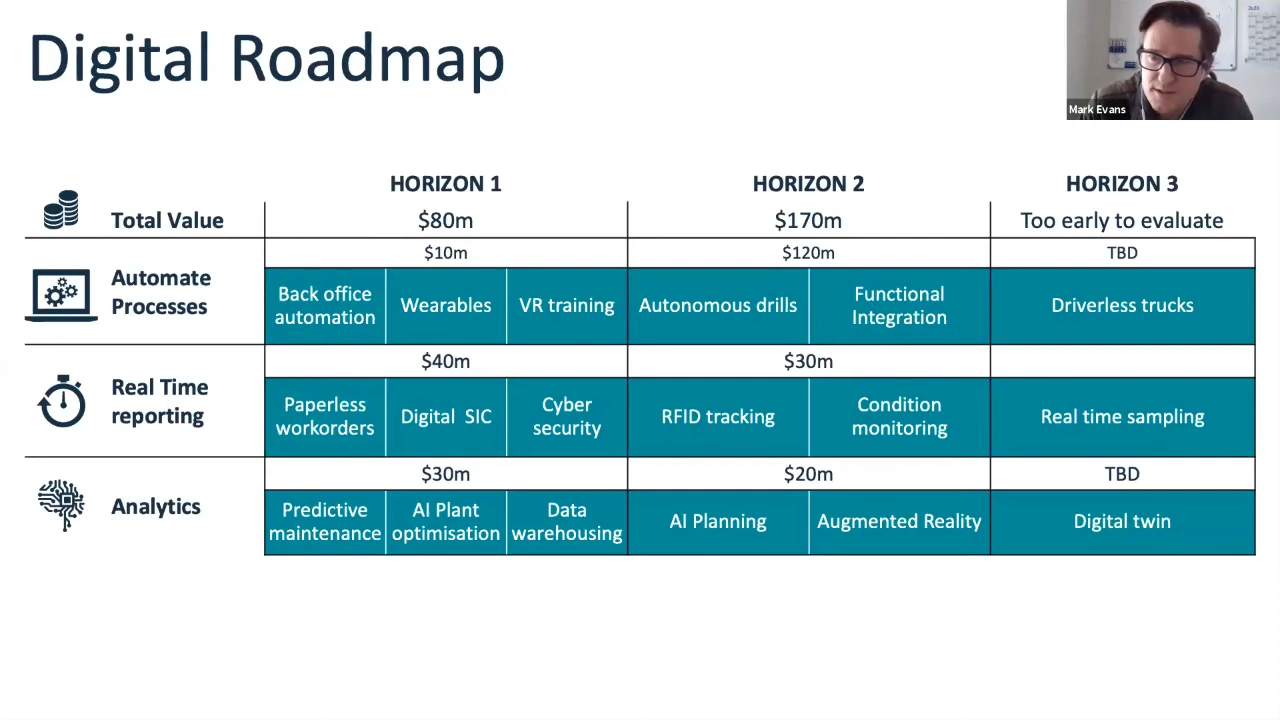 Digital Roadmap
Mark Evans
HORIZON 1 HORIZON 2 HORIZON 3
Total Value $80m $170m Too early to evaluate
$10m $120m TBD
Automate
Processes
Back office
automation
Wearables
VR training
Autonomous drills
Functional
Integration
Driverless trucks
$40m $30m
Real Time
reporting
Paperless
workorders
Digital SIC
Cyber
security
RFID tracking
Condition
monitoring
Real time sampling
$30m $20m TBD
Analytics
Predictive
maintenance
AI Plant
optimisation
Data
warehousing
AI Planning
Augmented Reality
Digital twin